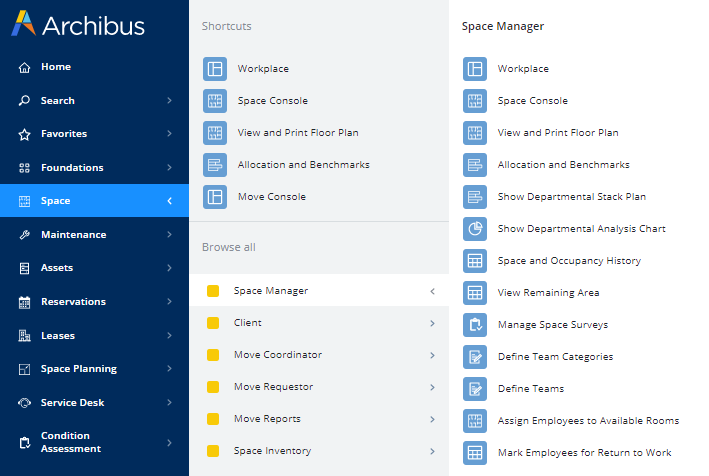 Archibus
Home
Search
Favorites
Foundations
Space
Maintenance
Assets
Reservations
Leases
Space Planning
Service Desk
Condition
Assessment
Shortcuts
Workplace
Space Console
View and Print Floor Plan
Allocation and Benchmarks
Move Console
Browse all
Space Manager
Client
Move Coordinator
Move Requestor
Move Reports
Space Inventory
Space Manager
Workplace
Space Console
View and Print Floor Plan
Allocation and Benchmarks
Show Departmental Stack Plan
Show Departmental Analysis Chart
Space and Occupancy History
View Remaining Area
Manage Space Surveys
Define Team Categories
Define Teams
Assign Employees to Available Rooms
Mark Employees for Return to Work